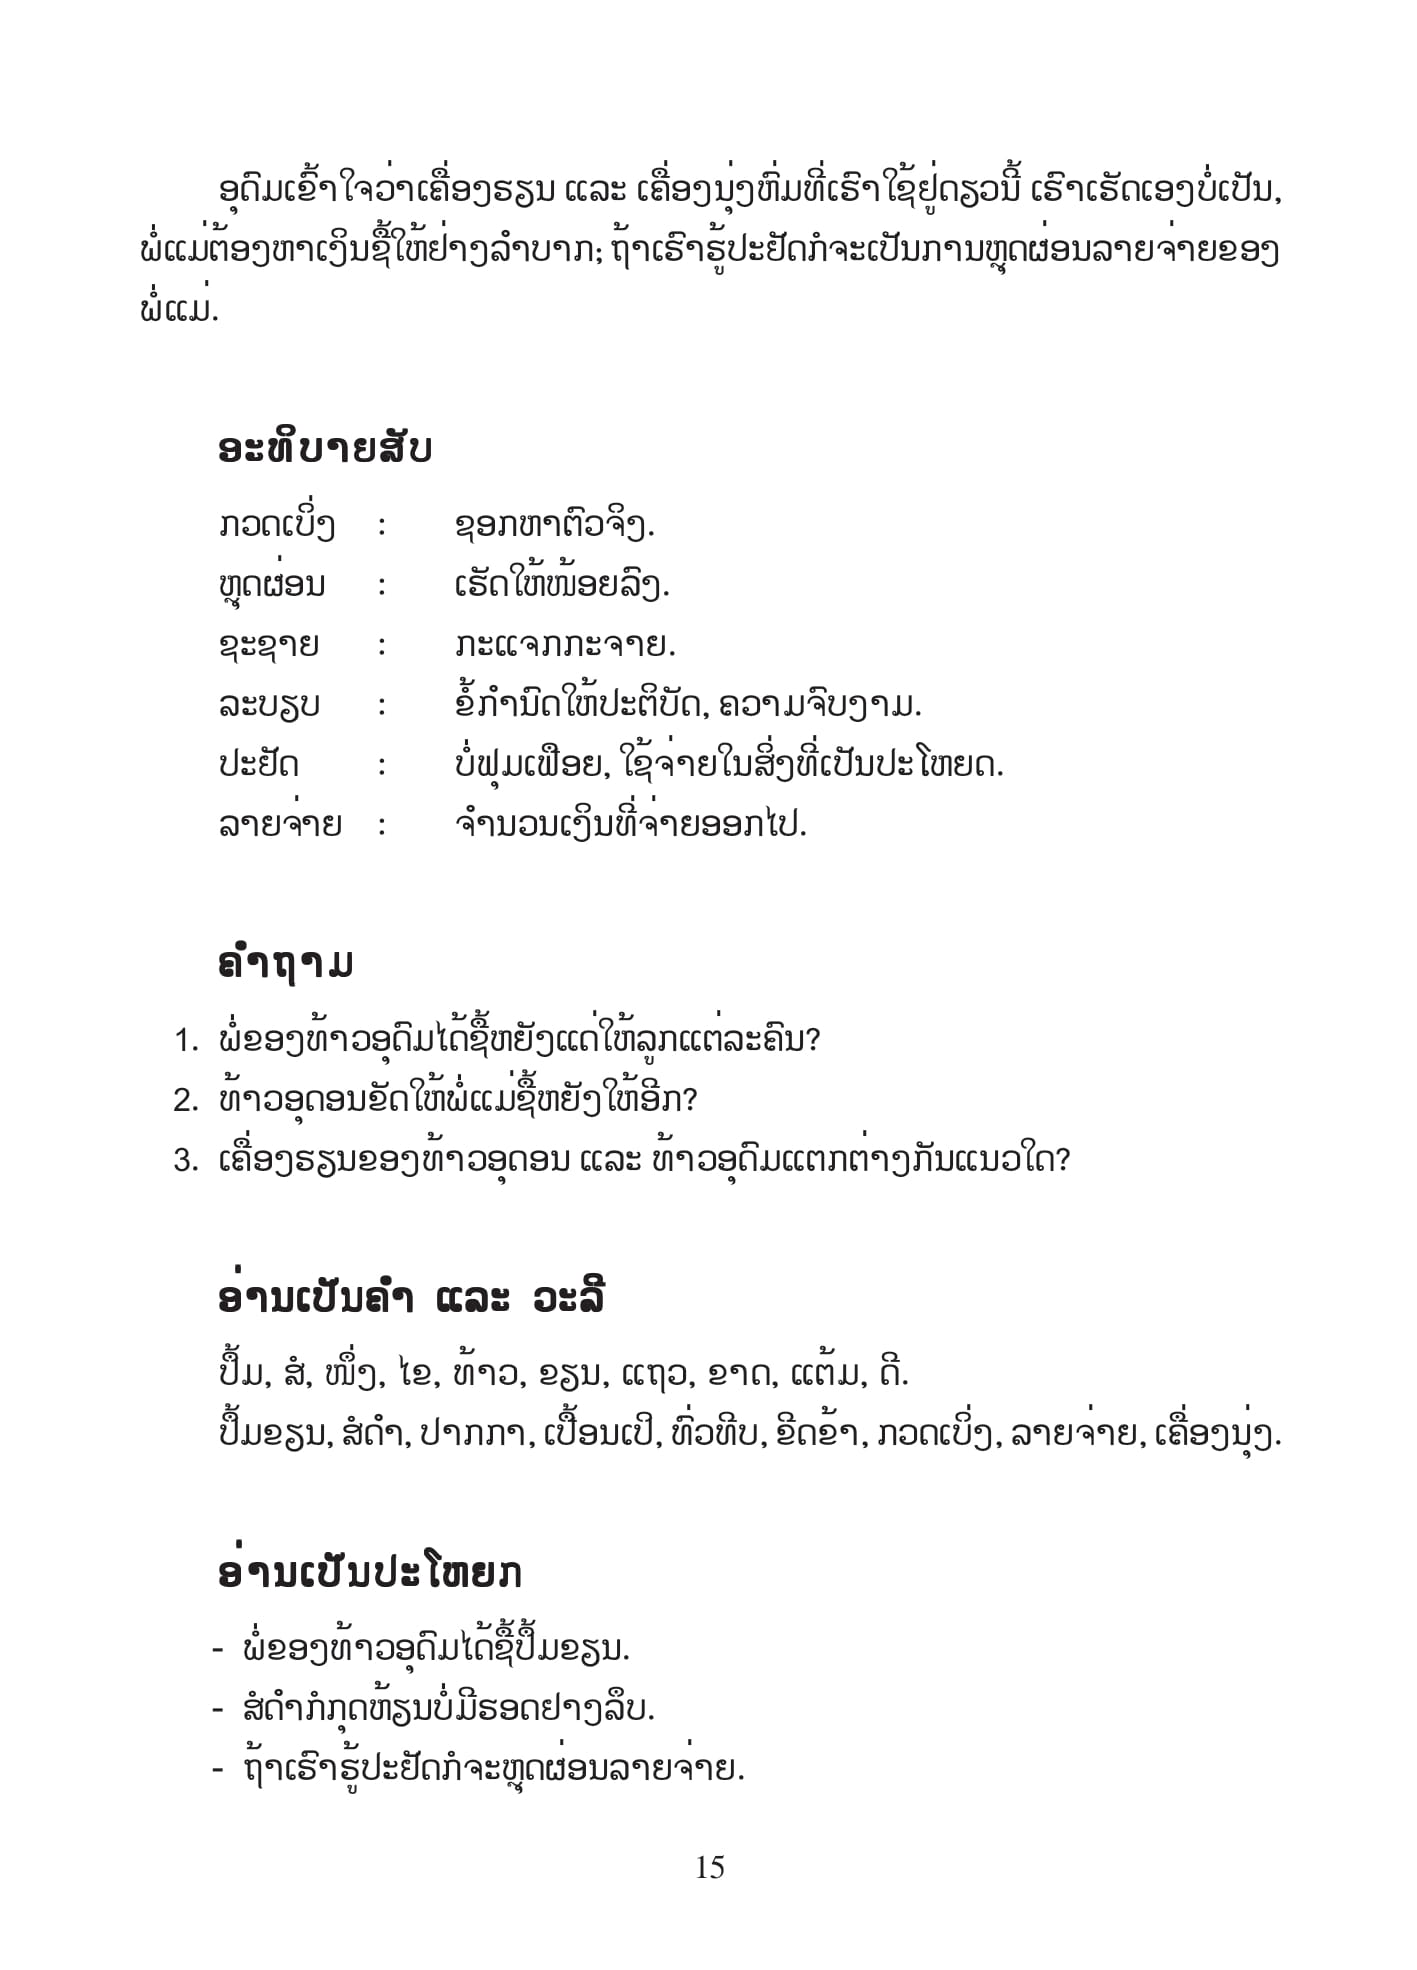 ອຸດົມເຂົ້າໃຈວ່າເຄື່ອງຮຽນ ແລະ ເຄື່ອງນຸ່ງຫົ່ມທີ່ເຮົາໃຊ້ຢູ່ດຽວນີ້ ເຮົາເຮັດເອງບໍ່ເປັນ,
ພໍ່ແມ່ຕ້ອງຫາເງິນຊື້ໃຫ້ຢ່າງລຳບາກ; ຖ້າເຮົາຮູ້ປະຢັດກໍຈະເປັນການຫຼຸດຜ່ອນລາຍຈ່າຍຂອງ
ພໍ່ແມ່.
ອະທິບາຍສັບ
ກວດເບິ່ງ : ຊອກຫາຕົວຈິງ.
ຫຼຸດຜ່ອນ : ເຮັດໃຫ້ໜ້ອຍລົງ.
ຊະຊາຍ : ກະແຈກກະຈາຍ.
ລະບຽບ : ຂໍ້ກຳນົດໃຫ້ປະຕິບັດ, ຄວາມຈົບງາມ.
ປະຢັດ : ບໍ່ຟຸມເຟືອຍ, ໃຊ້ຈ່າຍໃນສິ່ງທີ່ເປັນປະໂຫຍດ.
ລາຍຈ່າຍ : ຈຳນວນເງິນທີ່ຈ່າຍອອກໄປ.
ຄຳຖາມ
1. ພໍ່ຂອງທ້າວອຸດົມໄດ້ຊື້ຫຍັງແດ່ໃຫ້ລູກແຕ່ລະຄົນ?
2. ທ້າວອຸດອນຂັດໃຫ້ພໍ່ແມ່ຊື້ຫຍັງໃຫ້ອີກ?
3. ເຄື່ອງຮຽນຂອງທ້າວອຸດອນ ແລະ ທ້າວອຸດົມແຕກຕ່າງກັນແນວໃດ?
ອ່ານເປັນຄຳ ແລະ ວະລີ
ປຶ້ມ, ສໍ, ໜຶ່ງ, ໄຂ, ທ້າວ, ຂຽນ, ແຖວ, ຂາດ, ແຕ້ມ, ດີ.
ປຶ້ມຂຽນ, ສໍດຳ, ປາກກາ, ເປື້ອນເປິ, ທົ່ວທີບ, ຂີດຂ້າ, ກວດເບິ່ງ, ລາຍຈ່າຍ, ເຄື່ອງນຸ່ງ.
ອ່ານເປັນປະໂຫຍກ
- ພໍ່ຂອງທ້າວອຸດົມໄດ້ຊື້ປຶ້ມຂຽນ.
- ສໍດຳກໍກຸດຫ້ຽນບໍ່ມີຮອດຢາງລຶບ.
- ຖ້າເຮົາຮູ້ປະຢັດກໍຈະຫຼຸດຜ່ອນລາຍຈ່າຍ.
15